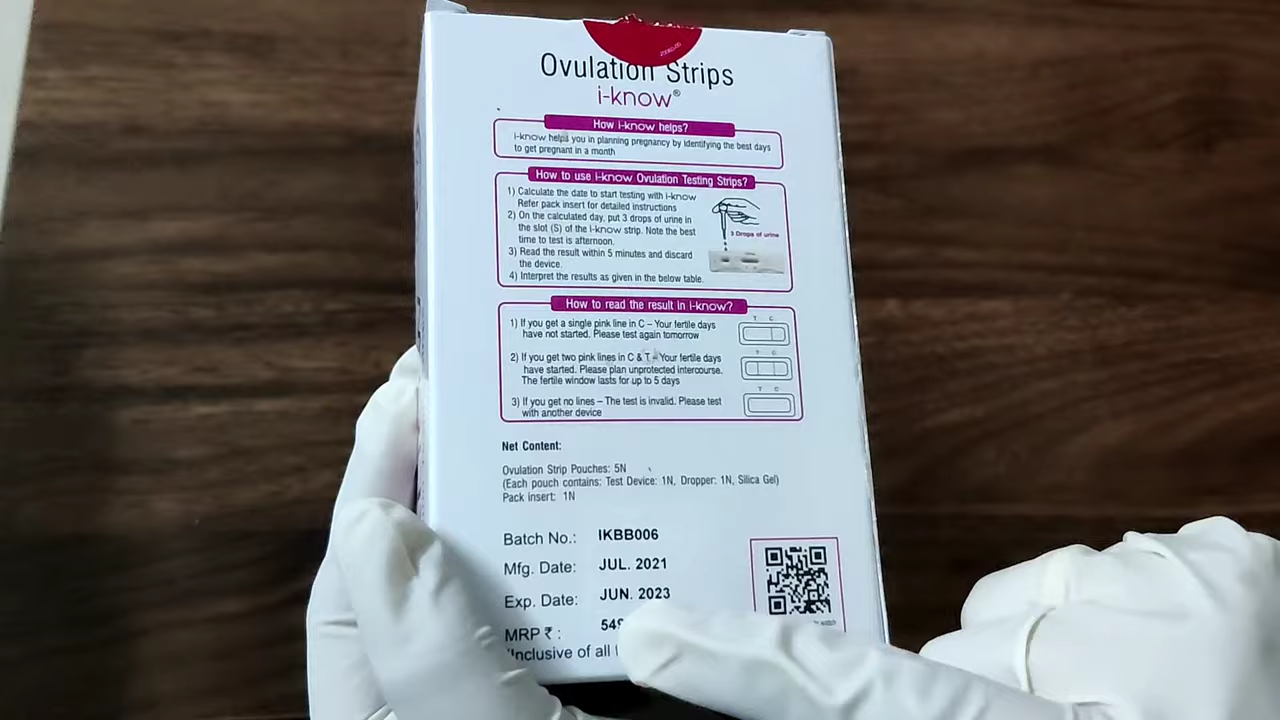 Ovulation Strips
i-know®
How i-know helps?
i-know helps you in planning pregnancy by identifying the best days
to get pregnant in a month
How to use i-know Ovulation Testing Strips?
1) Calculate the date to start testing with i-know
Refer pack insert for detailed instructions
2) On the calculated day, put 3 drops of urine in
the slot (S) of the i-know strip. Note the best
time to test is afternoon.
3) Read the result within 5 minutes and discard
the device.
4) Interpret the results as given in the below table.
3 Drops of urine
How to read the result in i-know?
1) If you get a single pink line in C – Your fertile days
have not started. Please test again tomorrow
T C
2) If you get two pink lines in C & T – Your fertile days
have started. Please plan unprotected intercourse.
The fertile window lasts for up to 5 days
T C
3) If you get no lines – The test is invalid. Please test
with another device
T C
Net Content:
Ovulation Strip Pouches: 5N
(Each pouch contains: Test Device: 1N, Dropper: 1N, Silica Gel)
Pack insert: 1N
Batch No.: IKBB006
Mfg. Date: JUL. 2021
Exp. Date: JUN. 2023
MRP ₹ : 549
Inclusive of all